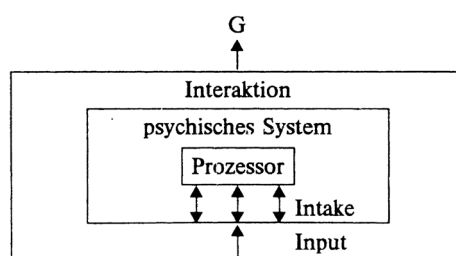 G
Interaktion
psychisches System
Prozessor
Intake
Input